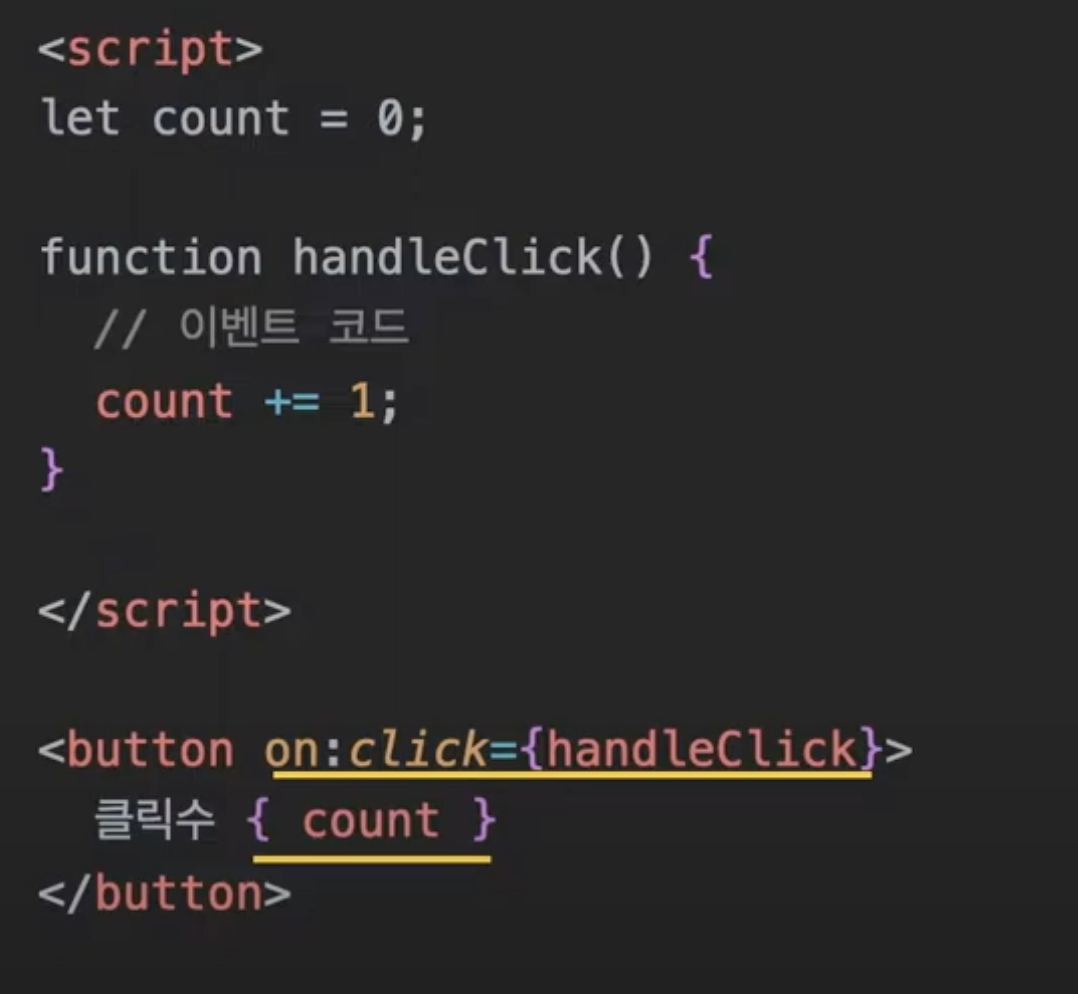 <script>
let count = 0;
function handleClick() {
// 이벤트 코드
count += 1;
}
</script>
<button on:click={handleClick}>
클릭수 { count }
</button>